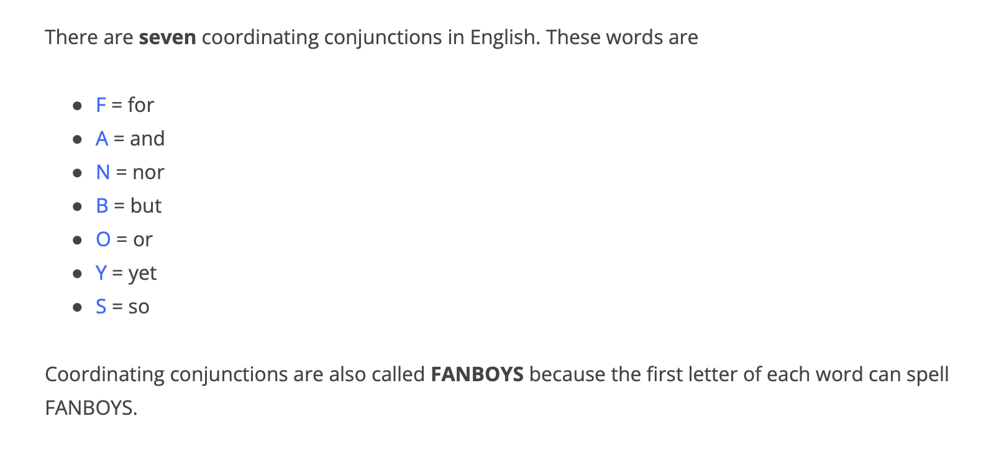 There are seven coordinating conjunctions in English. These words are
● F = for
● A = and
● N = nor
● B = but
● O = or
● Y = yet
● S = so
Coordinating conjunctions are also called FANBOYS because the first letter of each word can spell
FANBOYS.